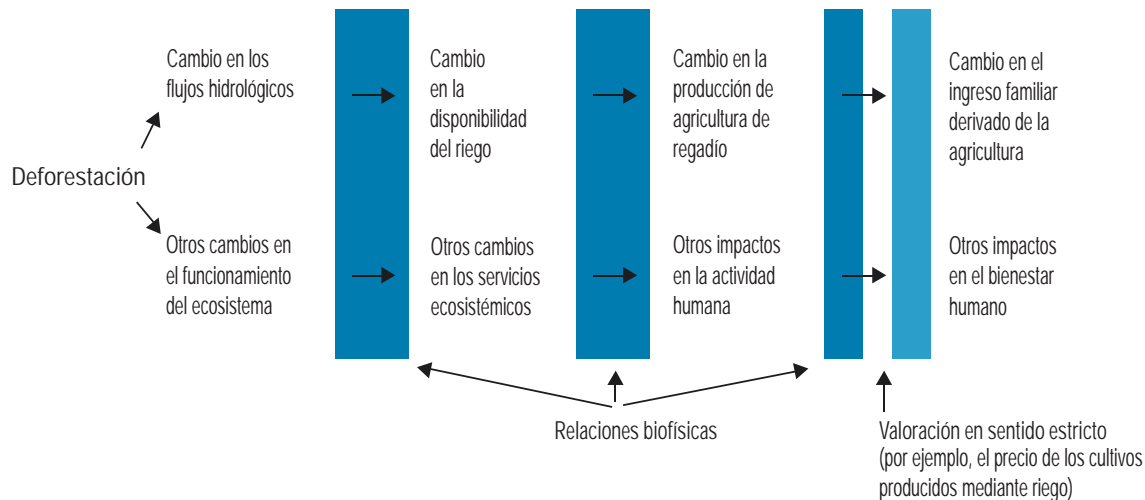 Cambio en los
flujos hidrológicos
Cambio
en la
disponibilidad
del riego
Cambio en la
producción de
agricultura de
regadío
Cambio en el
ingreso familiar
derivado de la
agricultura
Deforestación
Otros cambios en
el funcionamiento
del ecosistema
Otros cambios
en los servicios
ecosistémicos
Otros impactos
en la actividad
humana
Otros impactos
en el bienestar
humano
Relaciones biofísicas
Valoración en sentido estricto
(por ejemplo, el precio de los cultivos
producidos mediante riego)